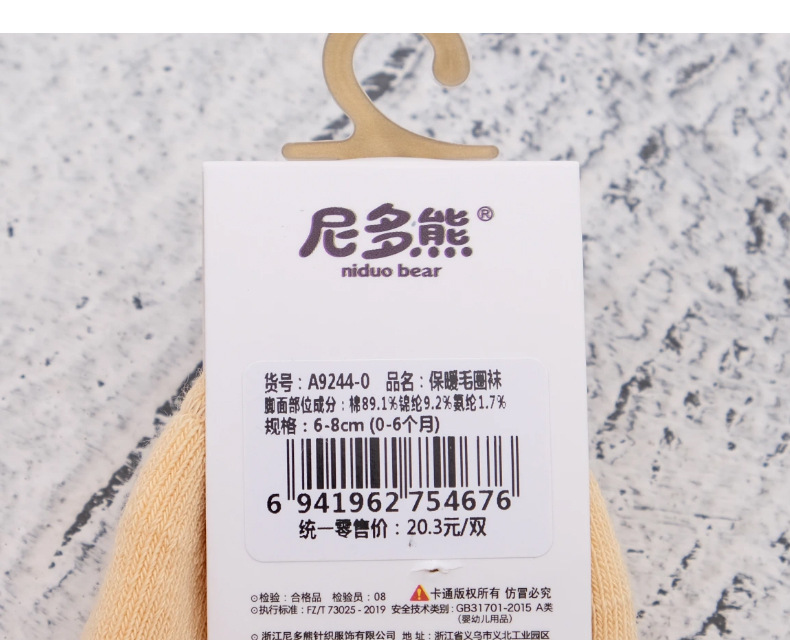 尼多熊®
niduo bear
货号：A9244-0 品名：保暖毛圈袜
脚面部位成分：棉89.1%锦纶9.2%氨纶1.7%
规格：6-8cm (0-6个月)
6 941962 754676
统一零售价：20.3元/双
⊙检验：合格品 检验员：08 卡通版权所有 仿冒必究
⊙执行标准：FZ/T 73025 - 2019 安全技术类别：GB31701-2015 A类
(婴幼儿用品)
⊙浙江尼多熊针织服饰有限公司 地 址：浙江省义乌市义北工业园区